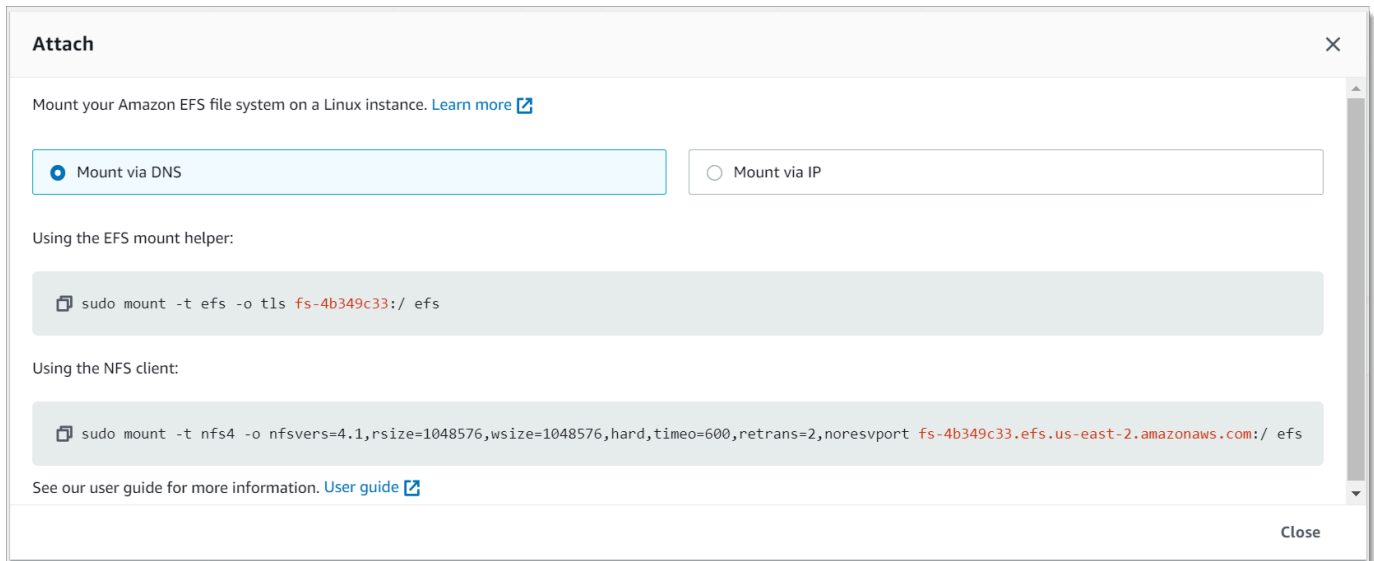 Attach
Mount your Amazon EFS file system on a Linux instance. Learn more
Mount via DNS
Mount via IP
Using the EFS mount helper:
sudo mount -t efs -o tls fs-4b349c33:/ efs
Using the NFS client:
sudo mount -t nfs4 -o nfsvers=4.1,rsize=1048576,wsize=1048576,hard,timeo=600,retrans=2,noresvport fs-4b349c33.efs.us-east-2.amazonaws.com:/ efs
See our user guide for more information. User guide
Close